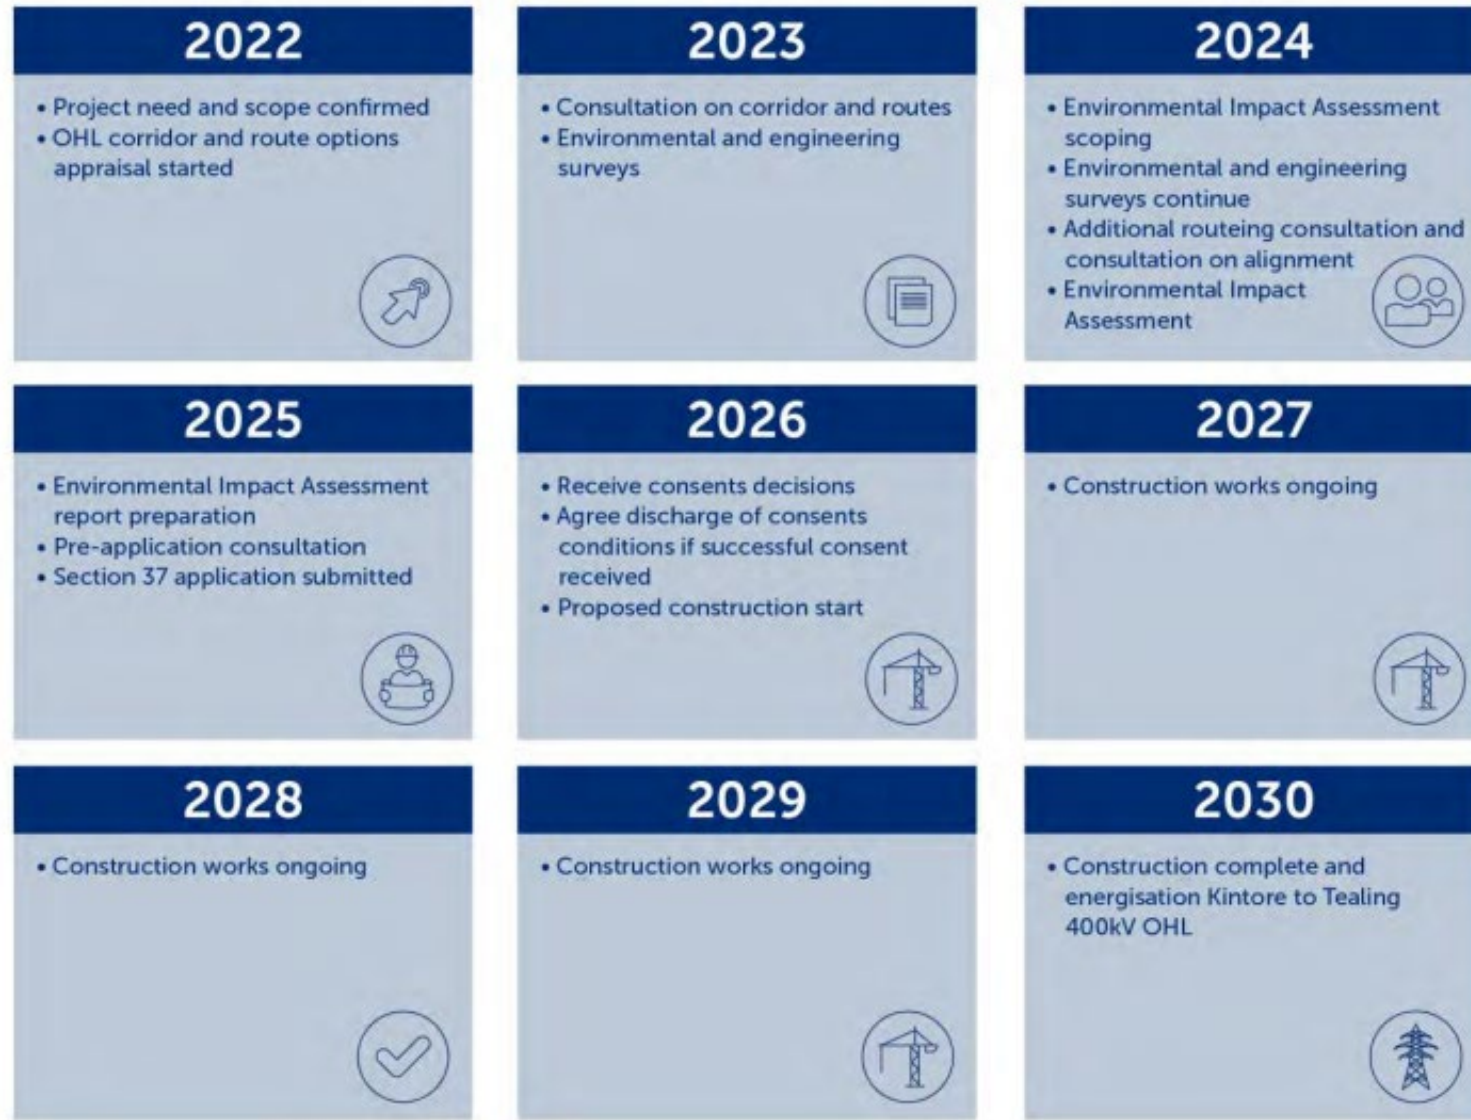 2022
• Project need and scope confirmed
• OHL corridor and route options
appraisal started
2023
• Consultation on corridor and routes
• Environmental and engineering
surveys
2024
• Environmental Impact Assessment
scoping
• Environmental and engineering
surveys continue
• Additional routeing consultation and
consultation on alignment
• Environmental Impact
Assessment
2025
• Environmental Impact Assessment
report preparation
• Pre-application consultation
• Section 37 application submitted
2026
• Receive consents decisions
• Agree discharge of consents
conditions if successful consent
received
• Proposed construction start
2027
• Construction works ongoing
2028
• Construction works ongoing
2029
• Construction works ongoing
2030
• Construction complete and
energisation Kintore to Tealing
400kV OHL